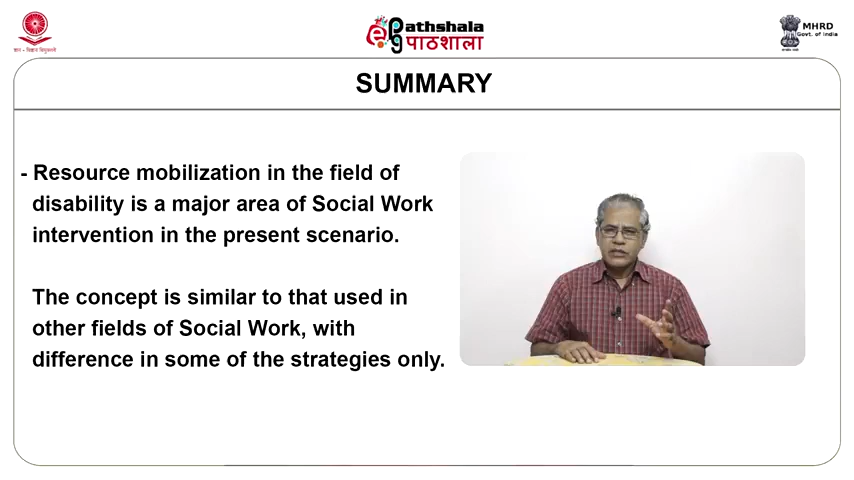 ePathshala
पाठशाला
MHRD
Govt. of India
SUMMARY
- Resource mobilization in the field of
disability is a major area of Social Work
intervention in the present scenario.
The concept is similar to that used in
other fields of Social Work, with
difference in some of the strategies only.